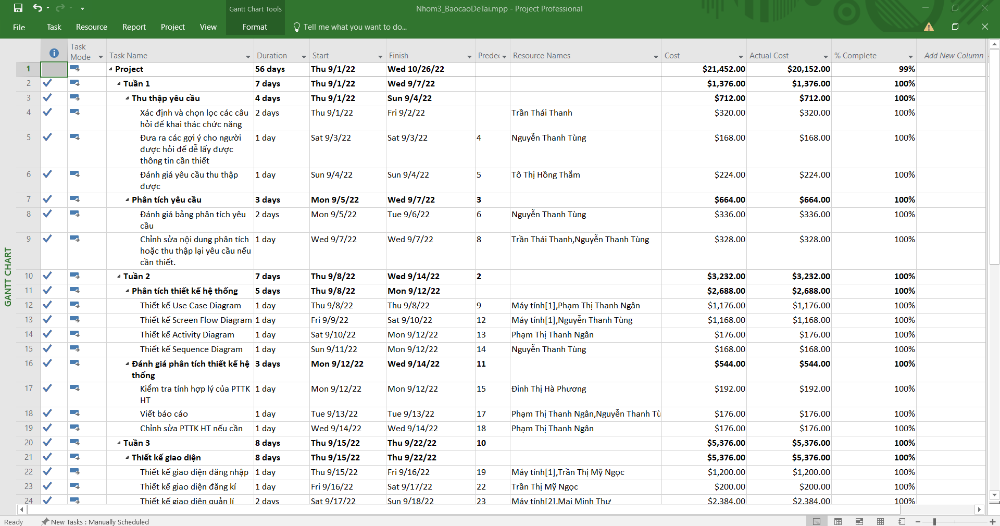 Gantt Chart Tools
Nhom3_BaocaoDeTai.mpp - Project Professional
File Task Resource Report Project View Format Tell me what you want to do...
Task Mode Task Name Duration Start Finish Predec Resource Names Cost Actual Cost % Complete Add New Column
1 Project 56 days Thu 9/1/22 Wed 10/26/22 $21,452.00 $20,152.00 99%
2 Tuần 1 7 days Thu 9/1/22 Wed 9/7/22 $1,376.00 $1,376.00 100%
3 Thu thập yêu cầu 4 days Thu 9/1/22 Sun 9/4/22 $712.00 $712.00 100%
4 Xác định và chọn lọc các câu 2 days Thu 9/1/22 Fri 9/2/22 Trần Thái Thanh $320.00 $320.00 100%
hỏi để khai thác chức năng
5 Đưa ra các gợi ý cho người 1 day Sat 9/3/22 Sat 9/3/22 4 Nguyễn Thanh Tùng $168.00 $168.00 100%
được hỏi để dễ lấy được
thông tin cần thiết
6 Đánh giá yêu cầu thu thập 1 day Sun 9/4/22 Sun 9/4/22 5 Tô Thị Hồng Thắm $224.00 $224.00 100%
được
7 Phân tích yêu cầu 3 days Mon 9/5/22 Wed 9/7/22 3 $664.00 $664.00 100%
8 Đánh giá bảng phân tích yêu 2 days Mon 9/5/22 Tue 9/6/22 6 Nguyễn Thanh Tùng $336.00 $336.00 100%
cầu
9 Chỉnh sửa nội dung phân tích 1 day Wed 9/7/22 Wed 9/7/22 8 Trần Thái Thanh,Nguyễn Thanh Tùng $328.00 $328.00 100%
hoặc thu thập lại yêu cầu nếu
cần thiết.
10 Tuần 2 7 days Thu 9/8/22 Wed 9/14/22 2 $3,232.00 $3,232.00 100%
11 Phân tích thiết kế hệ thống 5 days Thu 9/8/22 Mon 9/12/22 $2,688.00 $2,688.00 100%
12 Thiết kế Use Case Diagram 1 day Thu 9/8/22 Thu 9/8/22 9 Máy tính[1],Phạm Thị Thanh Ngân $1,176.00 $1,176.00 100%
13 Thiết kế Screen Flow Diagram 1 day Fri 9/9/22 Sat 9/10/22 12 Máy tính[1],Nguyễn Thanh Tùng $1,168.00 $1,168.00 100%
14 Thiết kế Activity Diagram 1 day Sat 9/10/22 Mon 9/12/22 13 Phạm Thị Thanh Ngân $176.00 $176.00 100%
15 Thiết kế Sequence Diagram 1 day Sun 9/11/22 Mon 9/12/22 14 Nguyễn Thanh Tùng $168.00 $168.00 100%
16 Đánh giá phân tích thiết kế hệ 3 days Mon 9/12/22 Wed 9/14/22 11 $544.00 $544.00 100%
thống
17 Kiểm tra tính hợp lý của PTTK 1 day Mon 9/12/22 Mon 9/12/22 15 Đinh Thị Hà Phương $192.00 $192.00 100%
HT
18 Viết báo cáo 1 day Tue 9/13/22 Tue 9/13/22 17 Phạm Thị Thanh Ngân,Nguyễn Thanh Tù $176.00 $176.00 100%
19 Chỉnh sửa PTTK HT nếu cần 1 day Wed 9/14/22 Wed 9/14/22 18 Phạm Thị Thanh Ngân $176.00 $176.00 100%
20 Tuần 3 8 days Thu 9/15/22 Thu 9/22/22 10 $5,376.00 $5,376.00 100%
21 Thiết kế giao diện 8 days Thu 9/15/22 Thu 9/22/22 $5,376.00 $5,376.00 100%
22 Thiết kế giao diện đăng nhập 1 day Thu 9/15/22 Fri 9/16/22 19 Máy tính[1],Trần Thị Mỹ Ngọc $1,200.00 $1,200.00 100%
23 Thiết kế giao diện đăng kí 1 day Fri 9/16/22 Sat 9/17/22 22 Trần Thị Mỹ Ngọc $200.00 $200.00 100%
24 Thiết kế giao diện quản lí 2 days Sat 9/17/22 Sun 9/18/22 23 Máy tính[2],Mai Minh Thư $2,384.00 $2,384.00 100%
GANTT CHART
Ready New Tasks : Manually Scheduled